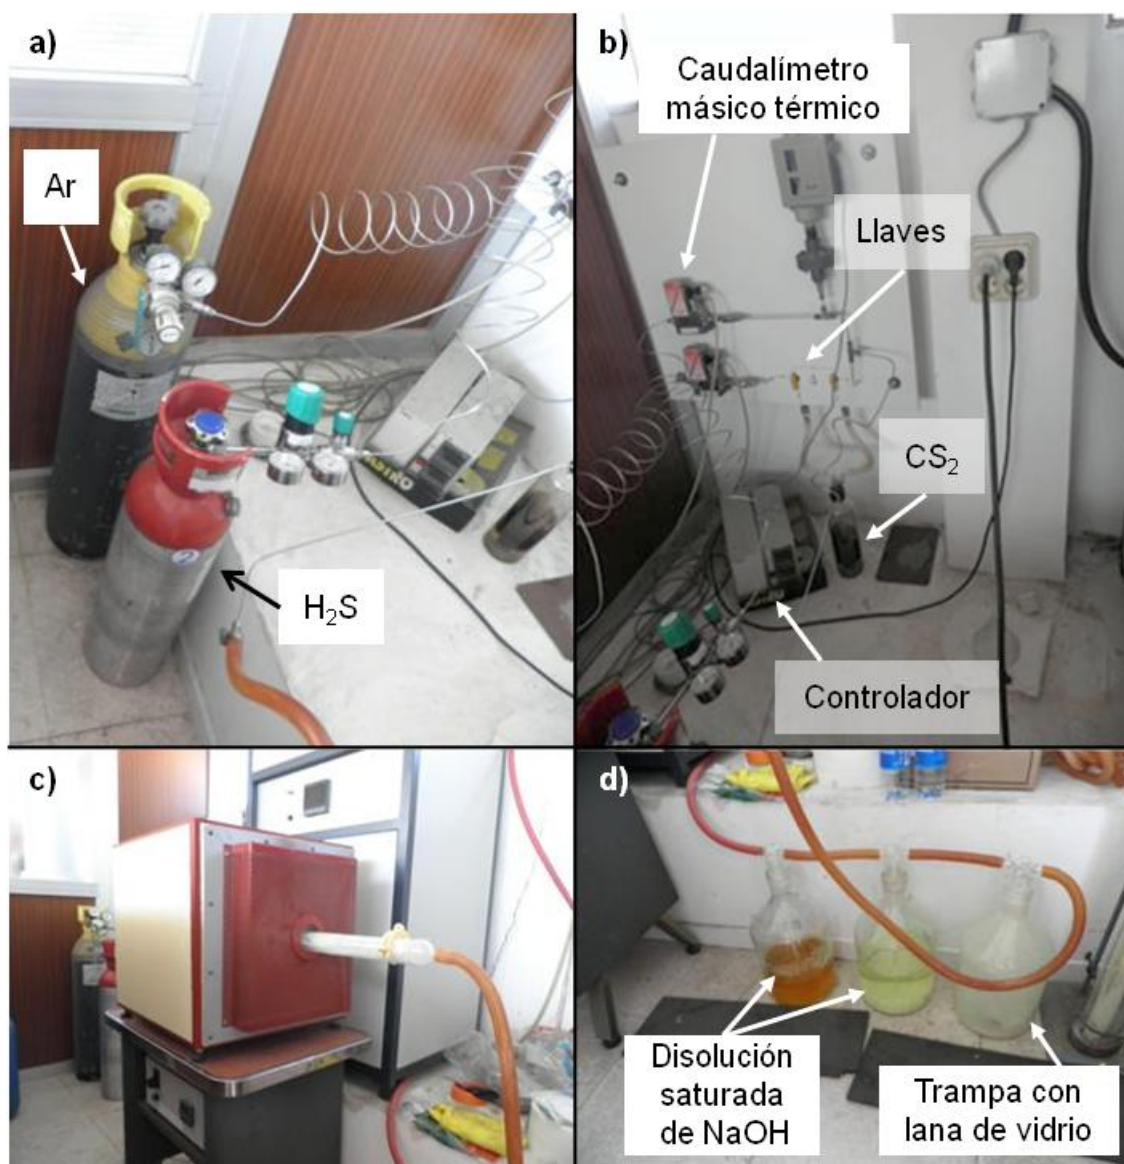 a)
Ar
H₂S
b)
Caudalímetro
másico térmico
Llaves
CS₂
Controlador
c)
d)
Disolución
saturada
de NaOH
Trampa con
lana de vidrio